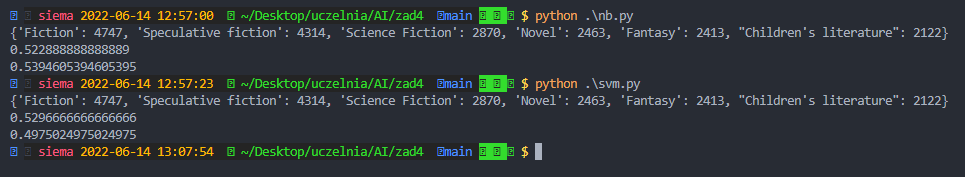 siema 2022-06-14 12:57:00 ~/Desktop/uczelnia/AI/zad4 main $ python .\nb.py
{'Fiction': 4747, 'Speculative fiction': 4314, 'Science Fiction': 2870, 'Novel': 2463, 'Fantasy': 2413, "Children's literature": 2122}
0.522888888888889
0.5394605394605395
siema 2022-06-14 12:57:23 ~/Desktop/uczelnia/AI/zad4 main $ python .\svm.py
{'Fiction': 4747, 'Speculative fiction': 4314, 'Science Fiction': 2870, 'Novel': 2463, 'Fantasy': 2413, "Children's literature": 2122}
0.5296666666666666
0.4975024975024975
siema 2022-06-14 13:07:54 ~/Desktop/uczelnia/AI/zad4 main $